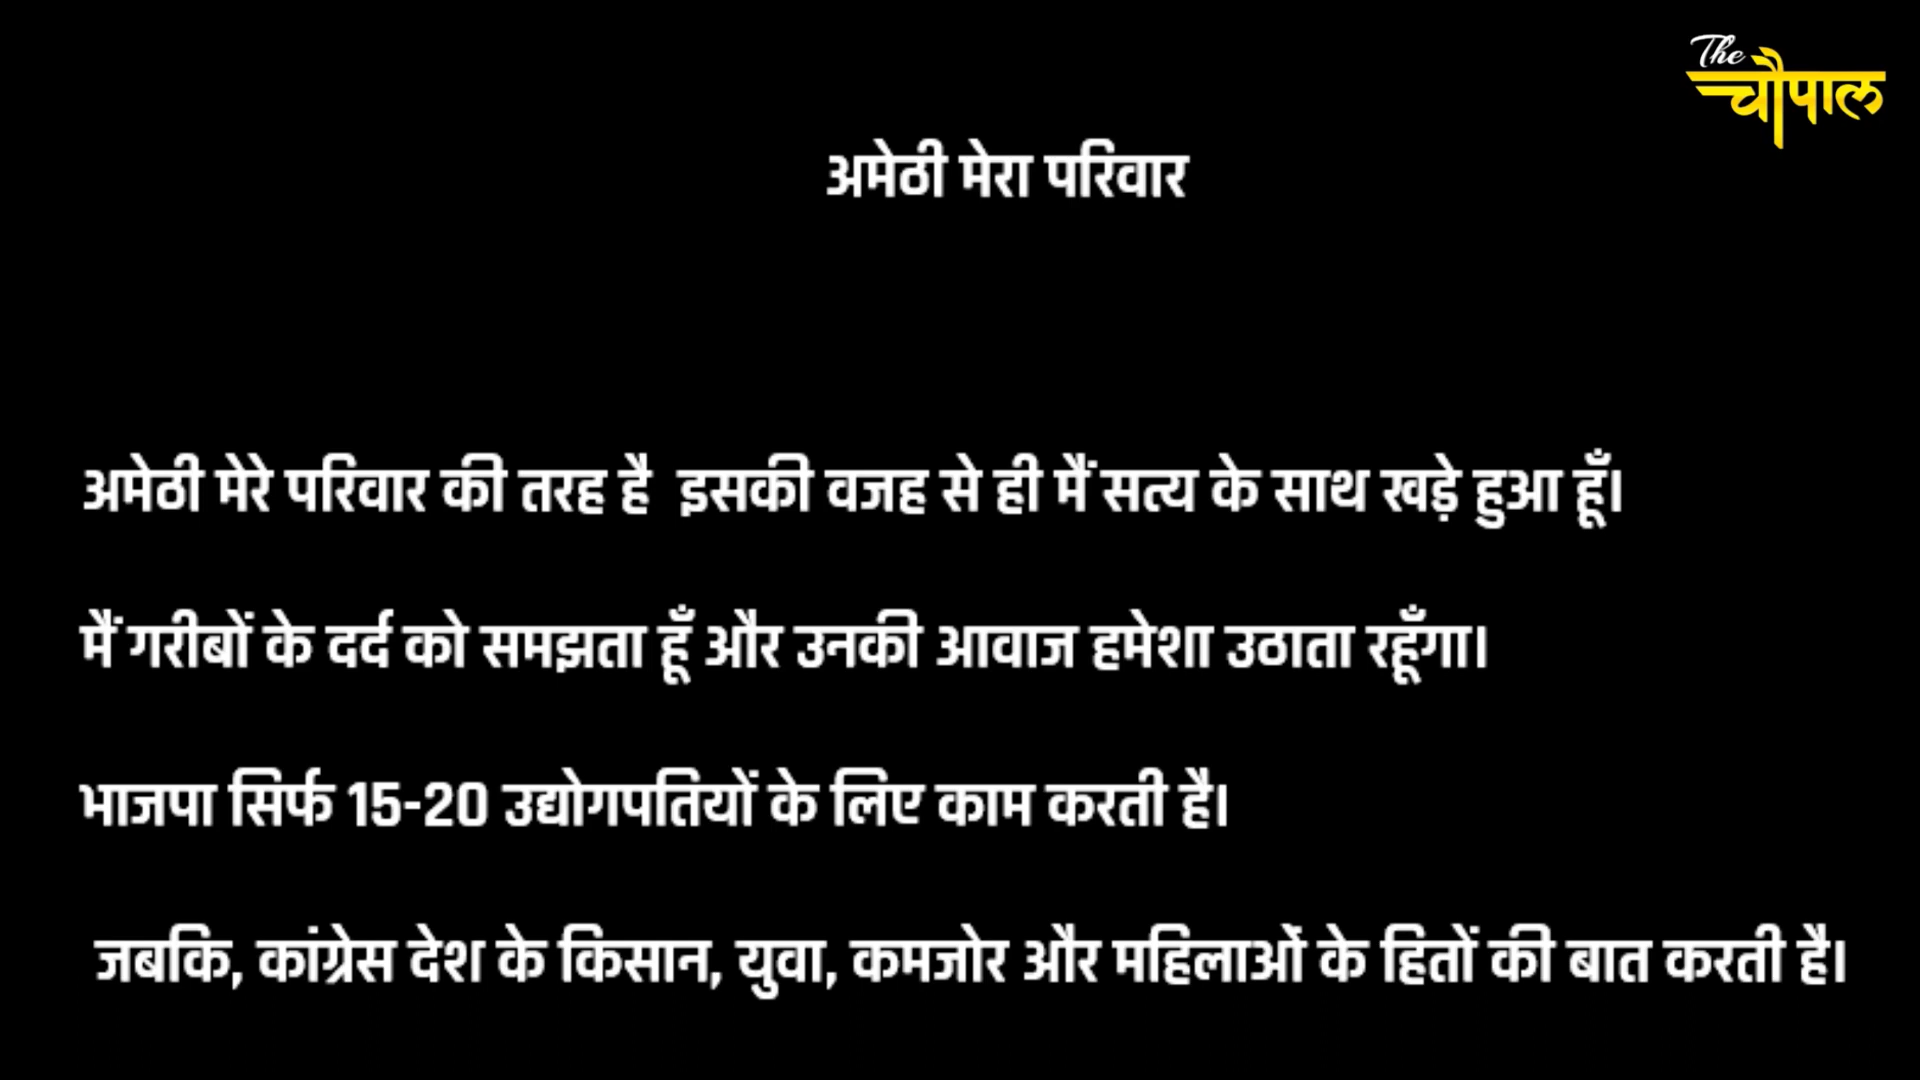 The
चौपाल
अमेठी मेरा परिवार
अमेठी मेरे परिवार की तरह है इसकी वजह से ही मैं सत्य के साथ खड़े हुआ हूँ।
मैं गरीबों के दर्द को समझता हूँ और उनकी आवाज हमेशा उठाता रहूँगा।
भाजपा सिर्फ 15-20 उद्योगपतियों के लिए काम करती है।
जबकि, कांग्रेस देश के किसान, युवा, कमजोर और महिलाओं के हितों की बात करती है।